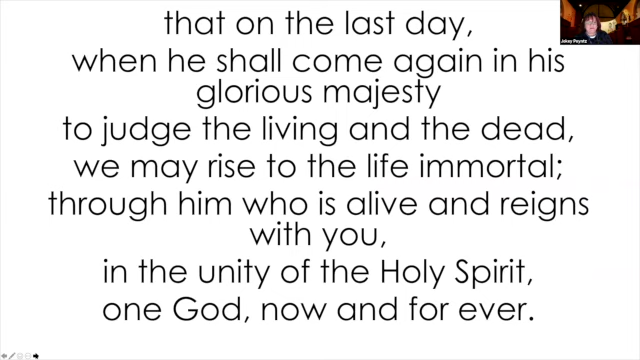 that on the last day,
when he shall come again in his
glorious majesty
to judge the living and the dead,
we may rise to the life immortal;
through him who is alive and reigns
with you,
in the unity of the Holy Spirit,
one God, now and for ever.